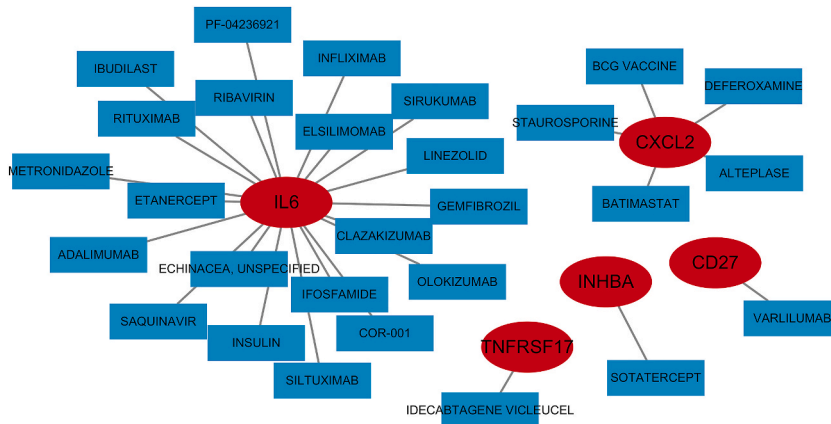 PF-04236921
IBUDILAST
INFLIXIMAB
BCG VACCINE
DEFEROXAMINE
RIBAVIRIN
SIRUKUMAB
RITUXIMAB
ELSILIMOMAB
STAUROSPORINE
CXCL2
LINEZOLID
METRONIDAZOLE
ALTEPLASE
ETANERCEPT
IL6
GEMFIBROZIL
BATIMASTAT
CLAZAKIZUMAB
ADALIMUMAB
ECHINACEA, UNSPECIFIED
CD27
OLOKIZUMAB
INHBA
IFOSFAMIDE
SAQUINAVIR
VARLILUMAB
COR-001
INSULIN
TNFRSF17
SILTUXIMAB
SOTATERCEPT
IDECABTAGENE VICLEUCEL